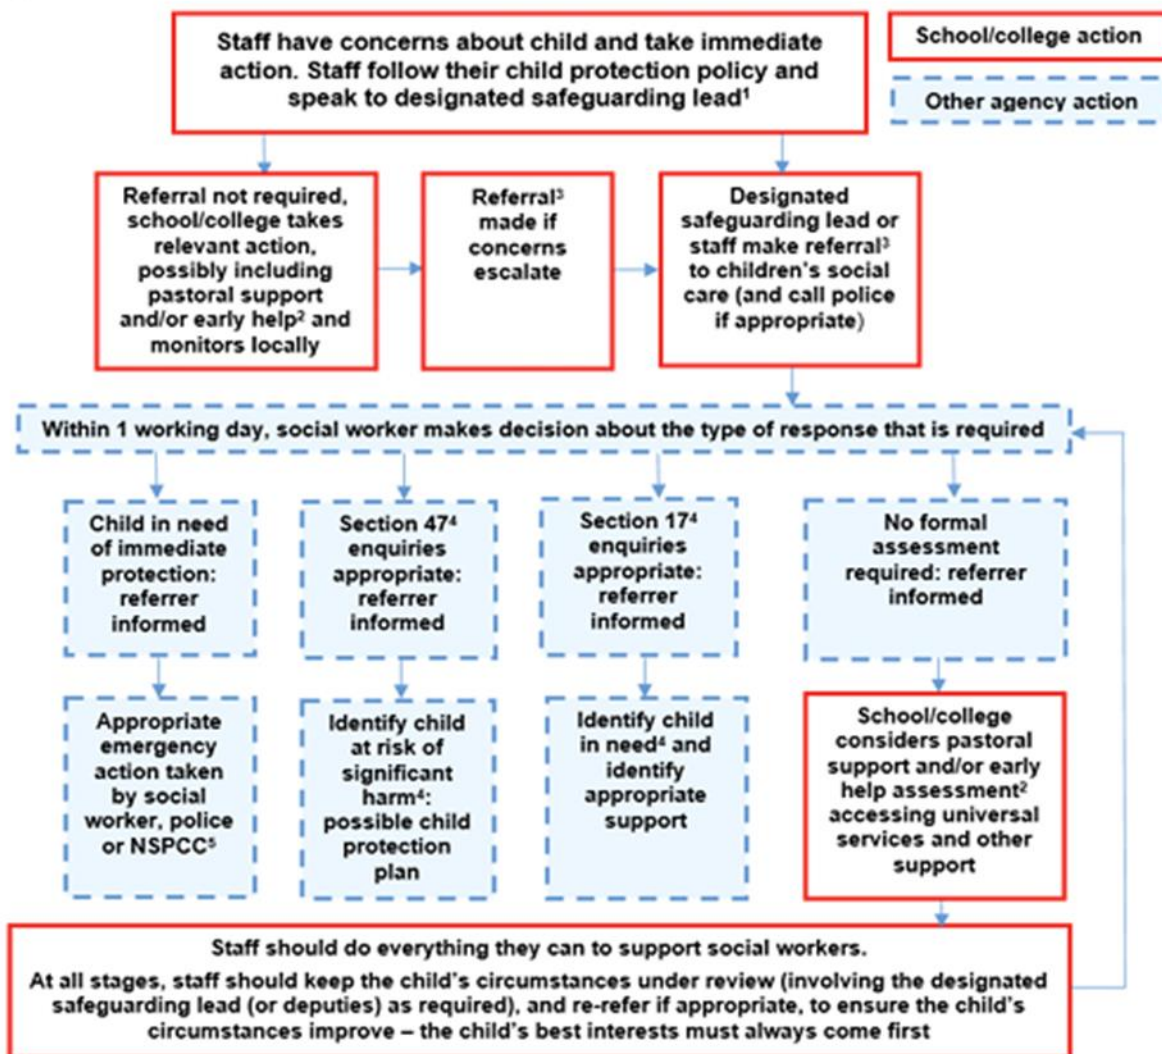 Staff have concerns about child and take immediate
action. Staff follow their child protection policy and
speak to designated safeguarding lead¹
School/college action
Other agency action
Referral not required,
school/college takes
relevant action,
possibly including
pastoral support
and/or early help² and
monitors locally
Referral³
made if
concerns
escalate
Designated
safeguarding lead or
staff make referral³
to children's social
care (and call police
if appropriate)
Within 1 working day, social worker makes decision about the type of response that is required
Child in need
of immediate
protection:
referrer
informed
Section 47⁴
enquiries
appropriate:
referrer
informed
Section 17⁴
enquiries
appropriate:
referrer
informed
No formal
assessment
required: referrer
informed
Appropriate
emergency
action taken
by social
worker, police
or NSPCC⁵
Identify child
at risk of
significant
harm⁴:
possible child
protection
plan
Identify child
in need⁴ and
identify
appropriate
support
School/college
considers pastoral
support and/or early
help assessment²
accessing universal
services and other
support
Staff should do everything they can to support social workers.
At all stages, staff should keep the child's circumstances under review (involving the designated
safeguarding lead (or deputies) as required), and re-refer if appropriate, to ensure the child's
circumstances improve – the child's best interests must always come first